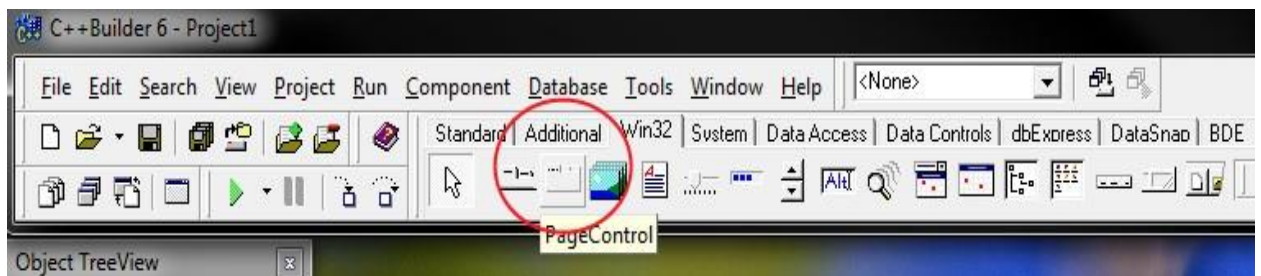 C++Builder 6 - Project1
File Edit Search View Project Run Component Database Tools Window Help <None>
Standard Additional Win32 System Data Access Data Controls dbExpress DataSnap BDE
Alt
PageControl
Object TreeView